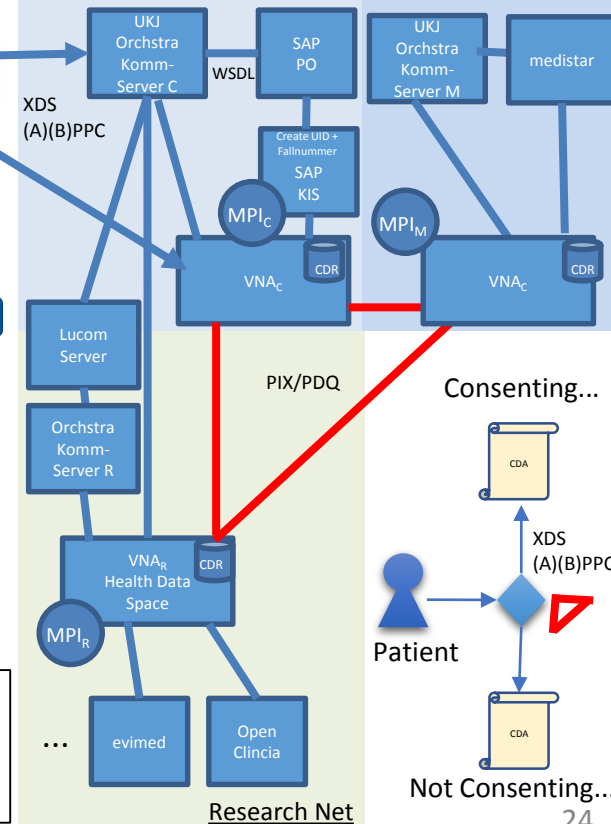 UKJ
Orchstra
Komm-
Server C
WSDL
SAP
PO
UKJ
Orchstra
Komm-
Server M
medistar
XDS
(A)(B)PPC
Create UID +
Fallnummer
SAP
KIS
MPIC
MPIM
VNAC
CDR
VNAC
CDR
Lucom
Server
PIX/PDQ
Consenting...
Orchstra
Komm-
Server R
CDA
XDS
(A)(B)PPC
VNAR
Health Data
Space
CDR
MPIR
Patient
CDA
...
evimed
Open
Clincia
Not Consenting...
Research Net
24